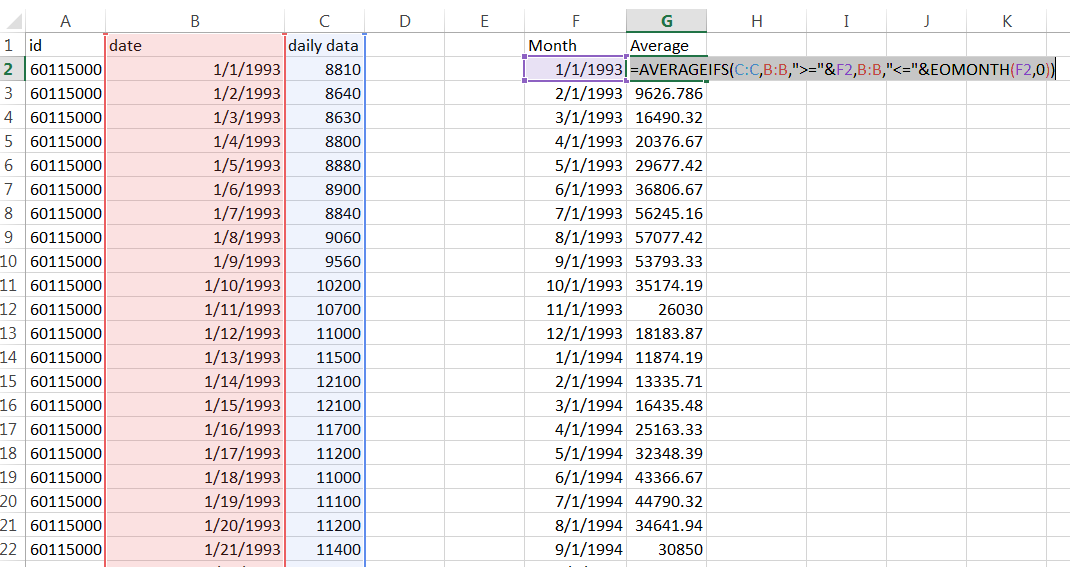 A B C D E F G H I J K
1 id date daily data Month Average
2 60115000 1/1/1993 8810 1/1/1993 =AVERAGEIFS(C:C,B:B,">="&F2,B:B,"<="&EOMONTH(F2,0))
3 60115000 1/2/1993 8640 2/1/1993 9626.786
4 60115000 1/3/1993 8630 3/1/1993 16490.32
5 60115000 1/4/1993 8800 4/1/1993 20376.67
6 60115000 1/5/1993 8880 5/1/1993 29677.42
7 60115000 1/6/1993 8900 6/1/1993 36806.67
8 60115000 1/7/1993 8840 7/1/1993 56245.16
9 60115000 1/8/1993 9060 8/1/1993 57077.42
10 60115000 1/9/1993 9560 9/1/1993 53793.33
11 60115000 1/10/1993 10200 10/1/1993 35174.19
12 60115000 1/11/1993 10700 11/1/1993 26030
13 60115000 1/12/1993 11000 12/1/1993 18183.87
14 60115000 1/13/1993 11500 1/1/1994 11874.19
15 60115000 1/14/1993 12100 2/1/1994 13335.71
16 60115000 1/15/1993 12100 3/1/1994 16435.48
17 60115000 1/16/1993 11700 4/1/1994 25163.33
18 60115000 1/17/1993 11200 5/1/1994 32348.39
19 60115000 1/18/1993 11000 6/1/1994 43366.67
20 60115000 1/19/1993 11100 7/1/1994 44790.32
21 60115000 1/20/1993 11200 8/1/1994 34641.94
22 60115000 1/21/1993 11400 9/1/1994 30850